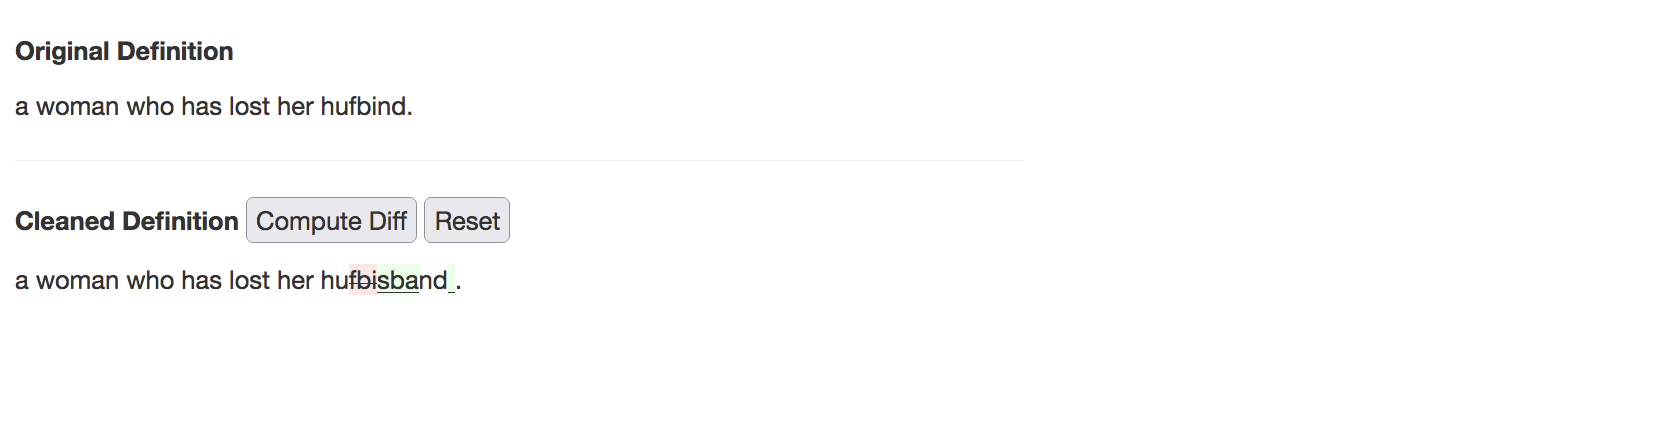 Original Definition
a woman who has lost her hufbind.
Cleaned Definition Compute Diff Reset
a woman who has lost her hufbisband .